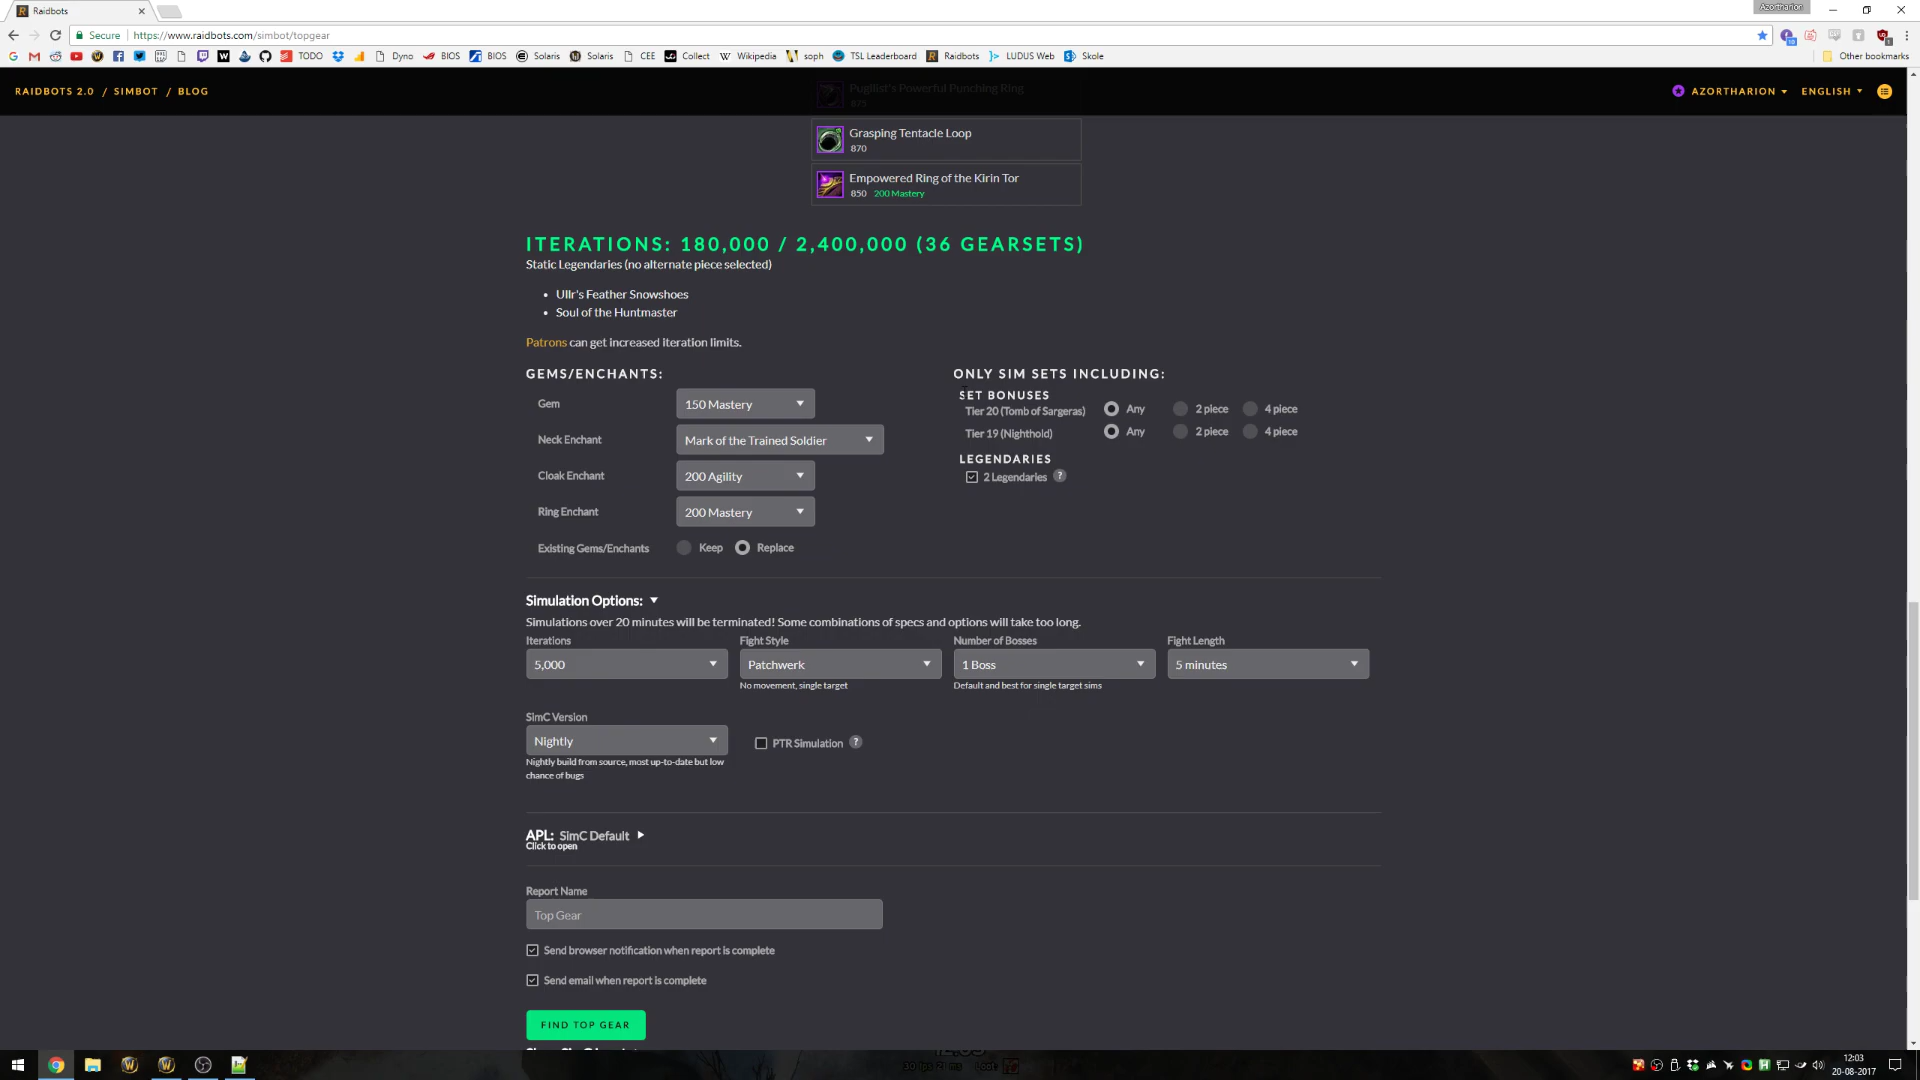 Raidbots
Azortharion
Secure https://www.raidbots.com/simbot/topgear
TODO Dyno BIOS BIOS Solaris Solaris CEE Collect Wikipedia soph TSL Leaderboard Raidbots LUDUS Web Skole Other bookmarks
RAIDBOTS 2.0 / SIMBOT / BLOG AZORTHARION ENGLISH
Pugilist's Powerful Punching Ring
875
Grasping Tentacle Loop
870
Empowered Ring of the Kirin Tor
850 200 Mastery
ITERATIONS: 180,000 / 2,400,000 (36 GEARSETS)
Static Legendaries (no alternate piece selected)
• Ullr's Feather Snowshoes
• Soul of the Huntmaster
Patrons can get increased iteration limits.
GEMS/ENCHANTS:
Gem 150 Mastery
Neck Enchant Mark of the Trained Soldier
Cloak Enchant 200 Agility
Ring Enchant 200 Mastery
Existing Gems/Enchants Keep Replace
ONLY SIM SETS INCLUDING:
SET BONUSES
Tier 20 (Tomb of Sargeras) Any 2 piece 4 piece
Tier 19 (Nighthold) Any 2 piece 4 piece
LEGENDARIES
2 Legendaries ?
Simulation Options:
Simulations over 20 minutes will be terminated! Some combinations of specs and options will take too long.
Iterations Fight Style Number of Bosses Fight Length
5,000 Patchwerk 1 Boss 5 minutes
No movement, single target Default and best for single target sims
SimC Version
Nightly PTR Simulation ?
Nightly build from source, most up-to-date but low
chance of bugs
APL: SimC Default
Click to open
Report Name
Top Gear
Send browser notification when report is complete
Send email when report is complete
FIND TOP GEAR
12:03
20-08-2017